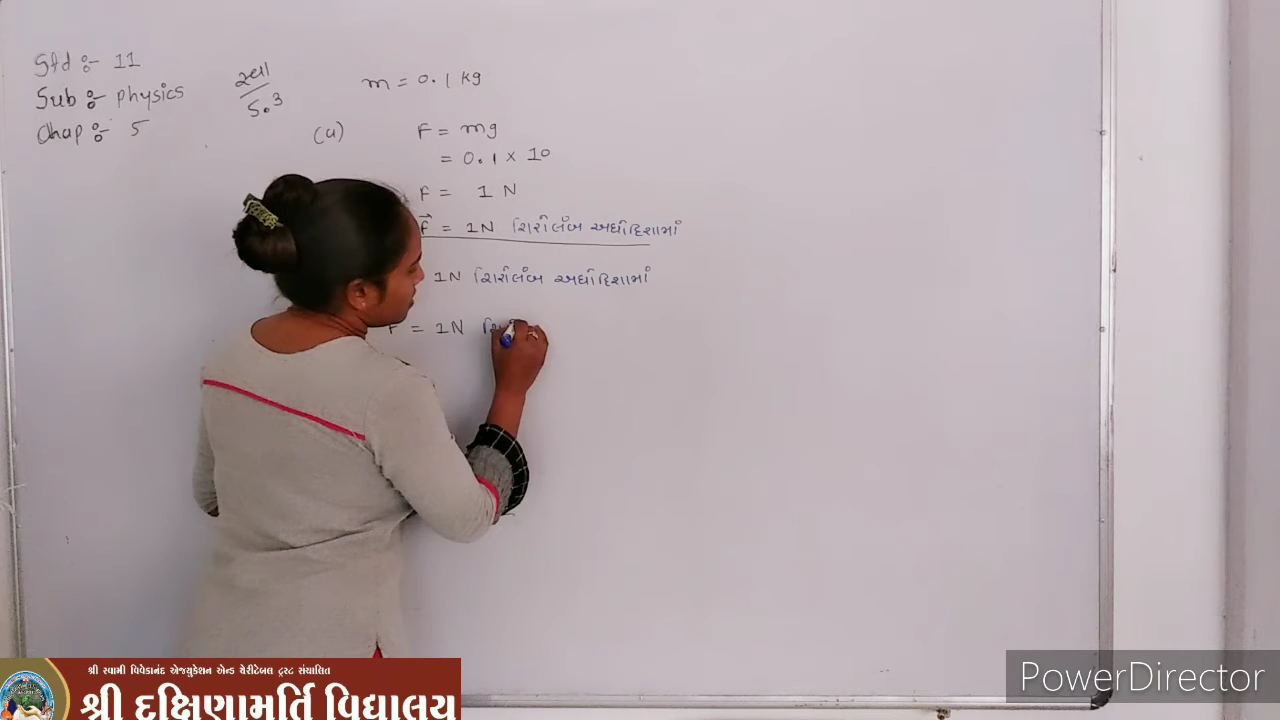 Std :- 11
Sub :- physics
Chap :- 5
સ્વા
5.3
m = 0.1 kg
(a) F = mg
= 0.1 × 10
F = 1 N
F = 1N શિરોલંબ અધોદિશામાં
1N શિરોલંબ અધોદિશામાં
F = 1N
શ્રી સ્વામી વિવેકાનંદ એજ્યુકેશન એન્ડ ચેરીટેબલ ટ્રસ્ટ સંચાલિત
શ્રી દક્ષિણામૂર્તિ વિદ્યાલય
PowerDirector